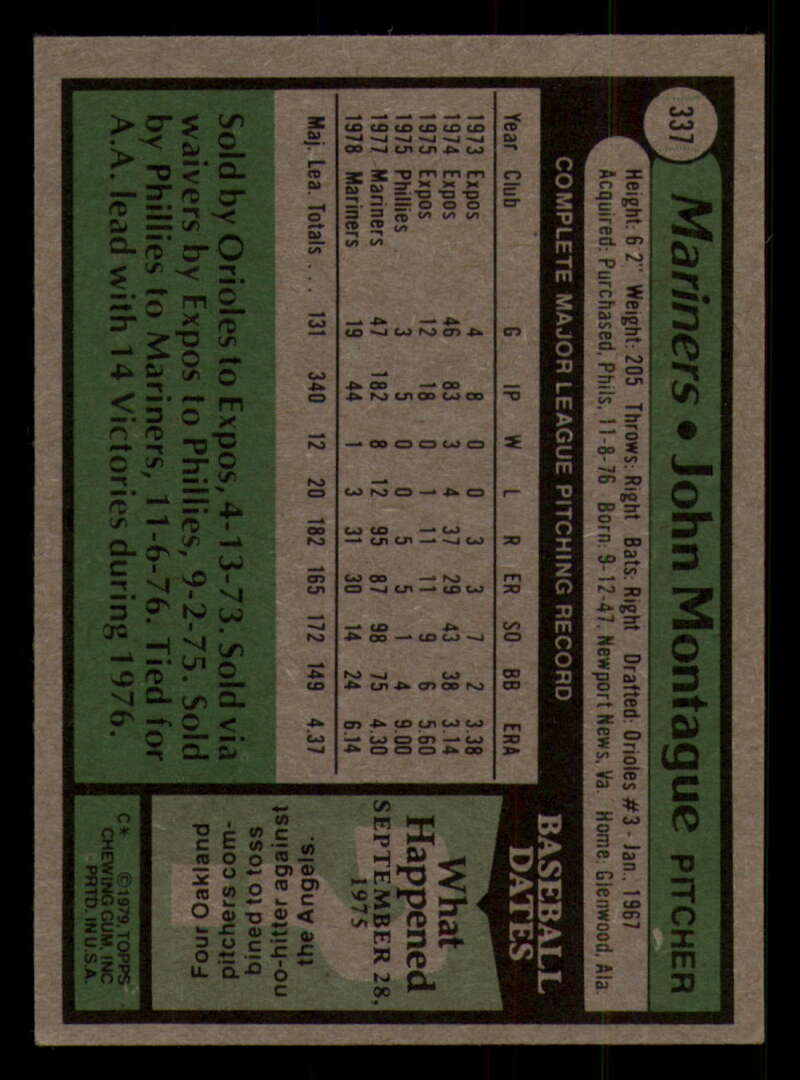 337
Mariners • John Montague PITCHER
Height: 6'2" Weight: 205 Throws: Right Bats: Right Drafted: Orioles #3 - Jan., 1967
Acquired: Purchased, Phils, 11-8-76 Born: 9-12-47, Newport News, Va. Home: Glenwood, Ala.
COMPLETE MAJOR LEAGUE PITCHING RECORD
Year Club G IP W L R ER SO BB ERA
1973 Expos 4 8 0 0 3 3 7 2 3.38
1974 Expos 46 83 3 4 37 29 43 38 3.14
1975 Expos 12 18 0 1 11 11 9 6 5.60
1975 Phillies 3 5 0 0 5 5 1 4 9.00
1977 Mariners 47 182 8 12 95 87 98 75 4.30
1978 Mariners 19 44 1 3 31 30 14 24 6.14
Maj. Lea. Totals . . . 131 340 12 20 182 165 172 149 4.37
Sold by Orioles to Expos, 4-13-73. Sold via
waivers by Expos to Phillies, 9-2-75. Sold
by Phillies to Mariners, 11-6-76. Tied for
A.A. lead with 14 Victories during 1976.
BASEBALL
DATES
What
Happened
SEPTEMBER 28,
1975
Four Oakland
pitchers com-
bined to toss
no-hitter against
the Angels.
C* ©1979, TOPPS
CHEWING GUM, INC
PRTD. IN U.S.A.